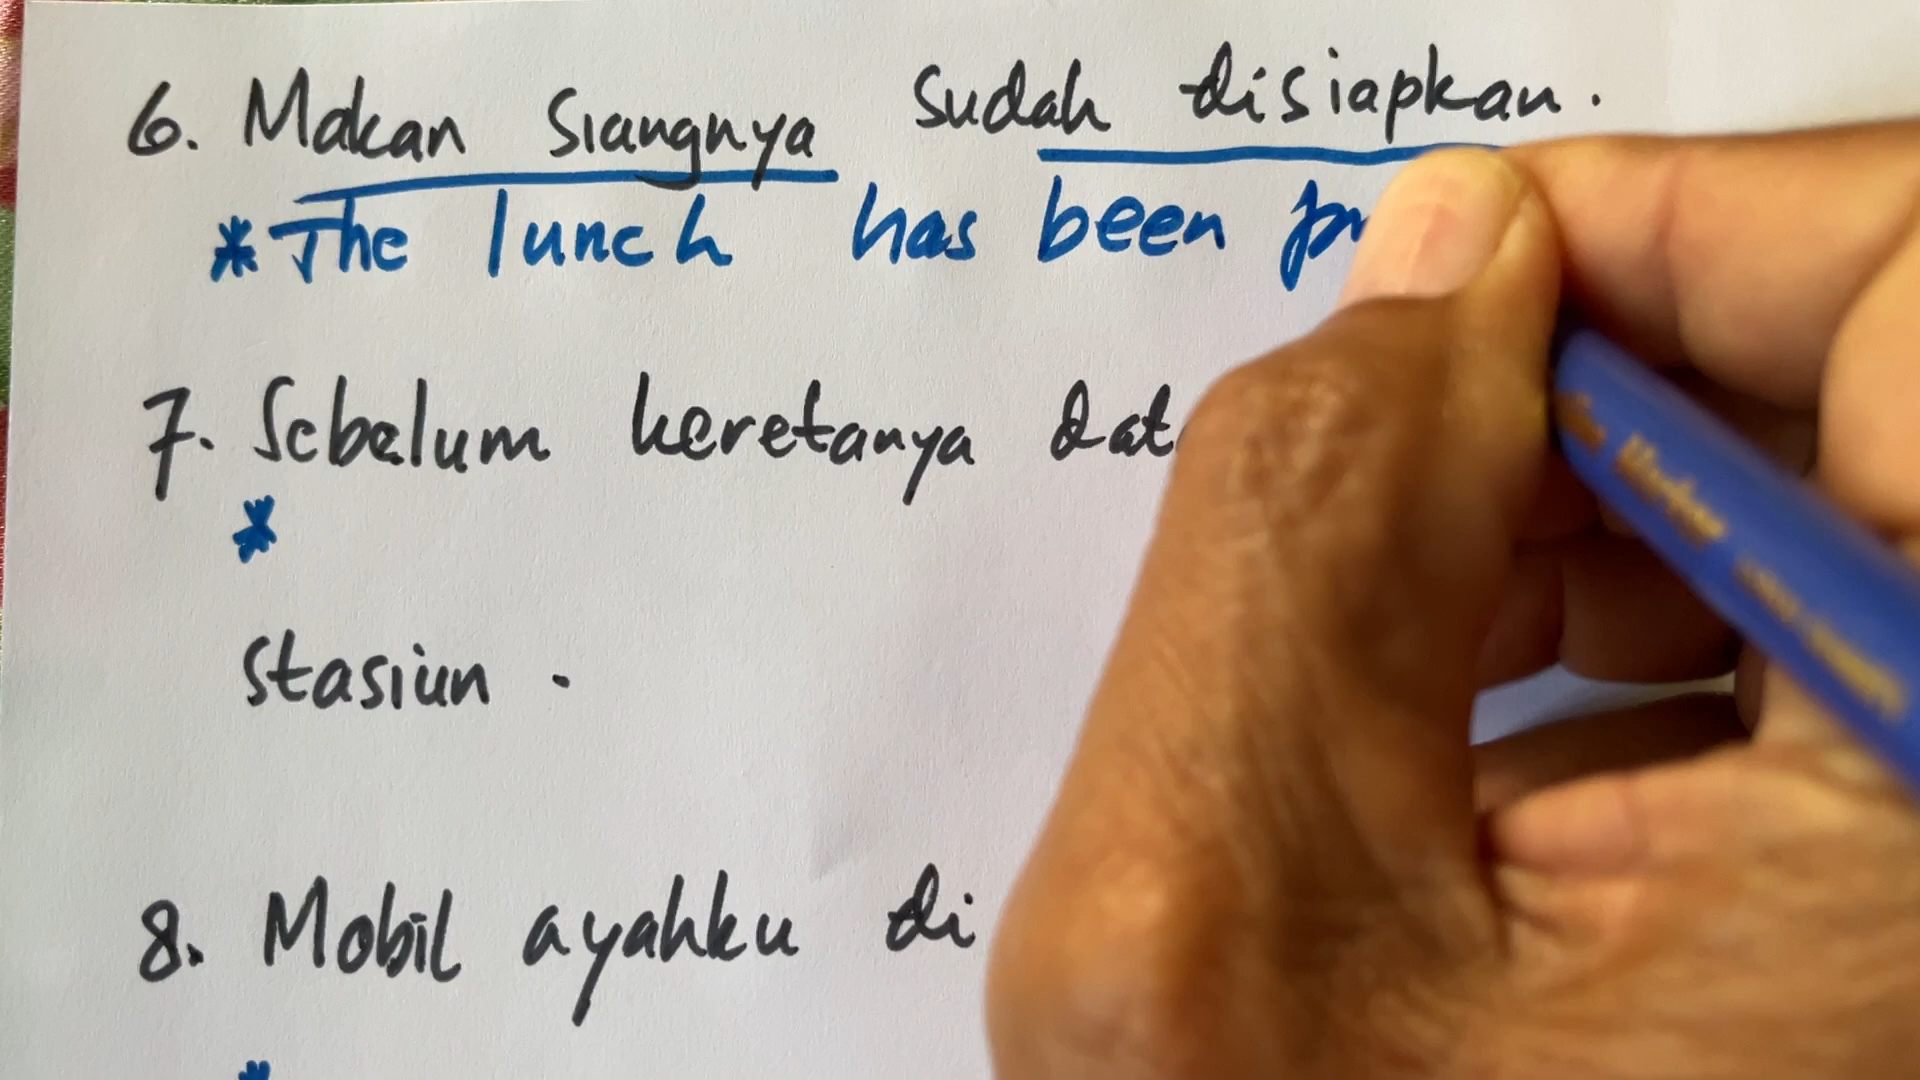 6. Makan siangnya sudah disiapkan.
* The lunch has been
7. Sebelum keretanya
*
stasiun.
8. Mobil ayahku di
*